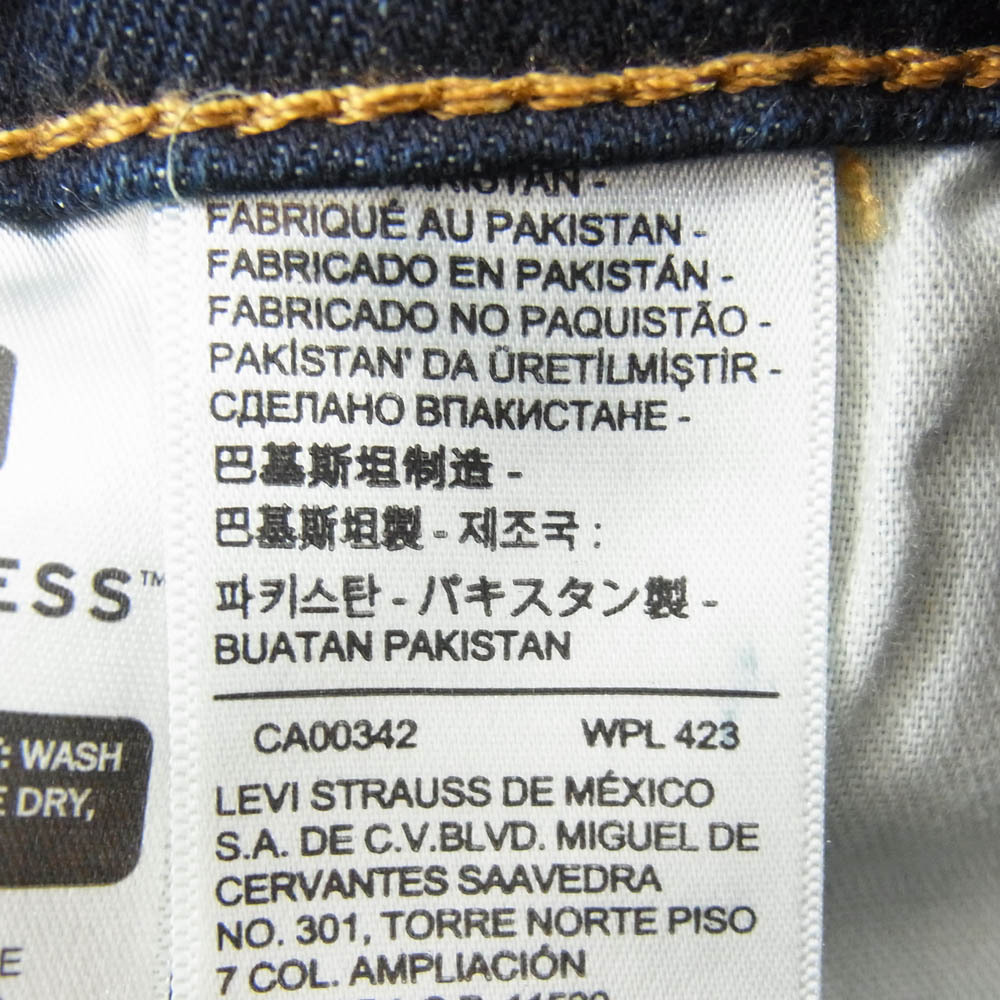 PAKISTAN -
FABRIQUÉ AU PAKISTAN -
FABRICADO EN PAKISTÁN -
FABRICADO NO PAQUISTÃO -
PAKİSTAN' DA ÜRETİLMİŞTİR -
СДЕЛАНО ВПАКИСТАНЕ -
巴基斯坦制造 -
巴基斯坦製 - 제조국 :
파키스탄 - パキスタン製 -
BUATAN PAKISTAN
CA00342 WPL 423
LEVI STRAUSS DE MÉXICO
S.A. DE C.V.BLVD. MIGUEL DE
CERVANTES SAAVEDRA
NO. 301, TORRE NORTE PISO
7 COL. AMPLIACIÓN
ESS™
: WASH
E DRY,
E